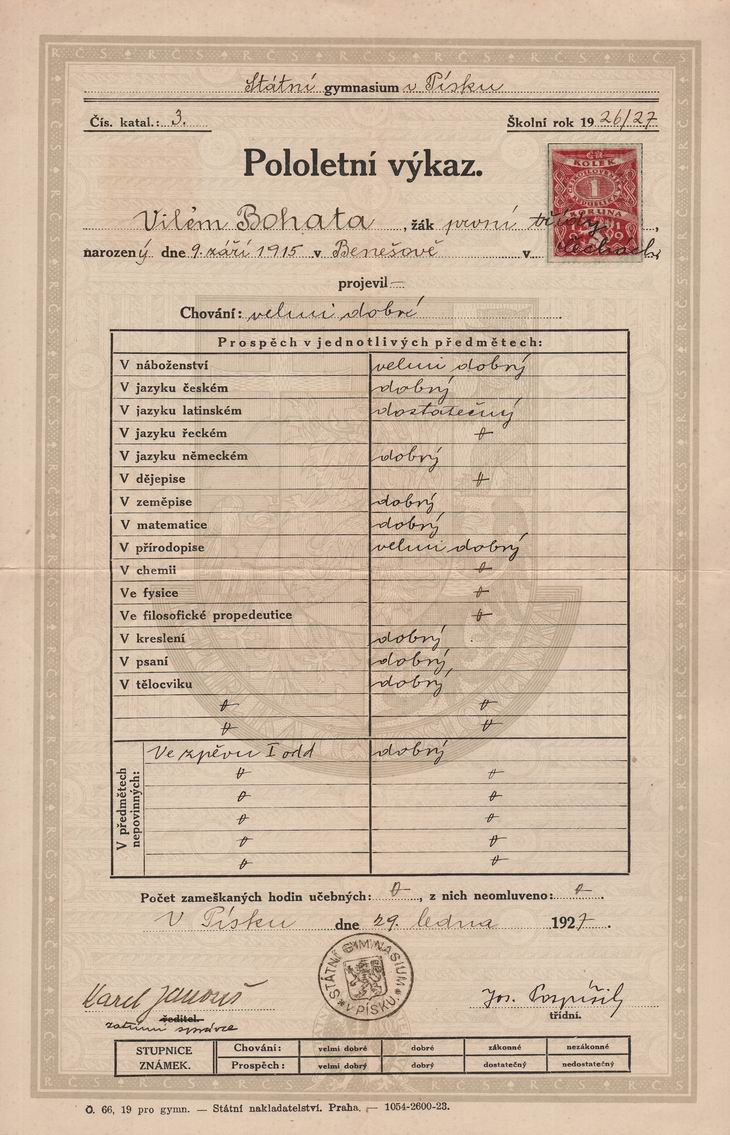 Státní gymnasium v Písku
Čís. katal.: 3. Školní rok 1926/27
Pololetní výkaz.
KOLEK
1
KORUNA
Vilém Bohata, žák první třídy,
narozený dne 9. září 1915 v Benešově v Čechách,
projevil
Chování: velmi dobré
Prospěch v jednotlivých předmětech:
V náboženství velmi dobrý
V jazyku českém dobrý
V jazyku latinském dostatečný
V jazyku řeckém
V jazyku německém dobrý
V dějepise
V zeměpise dobrý
V matematice dobrý
V přírodopise velmi dobrý
V chemii
Ve fysice
Ve filosofické propedeutice
V kreslení dobrý
V psaní dobrý
V tělocviku dobrý
V předmětech nepovinných:
Ve zpěvu I odd dobrý
Počet zameškaných hodin učebných: 0, z nich neomluveno: 0.
V Písku dne 29. ledna 1927.
STÁTNÍ GYMNASIUM V PÍSKU
Karel Janouš Jos. Pospíšil
ředitel. třídní.
zatímní správce
STUPNICE ZNÁMEK.
Chování: velmi dobré dobré zákonné nezákonné
Prospěch: velmi dobrý dobrý dostatečný nedostatečný
Č. 66, 19 pro gymn. — Státní nakladatelství. Praha. — 1054-2600-23.